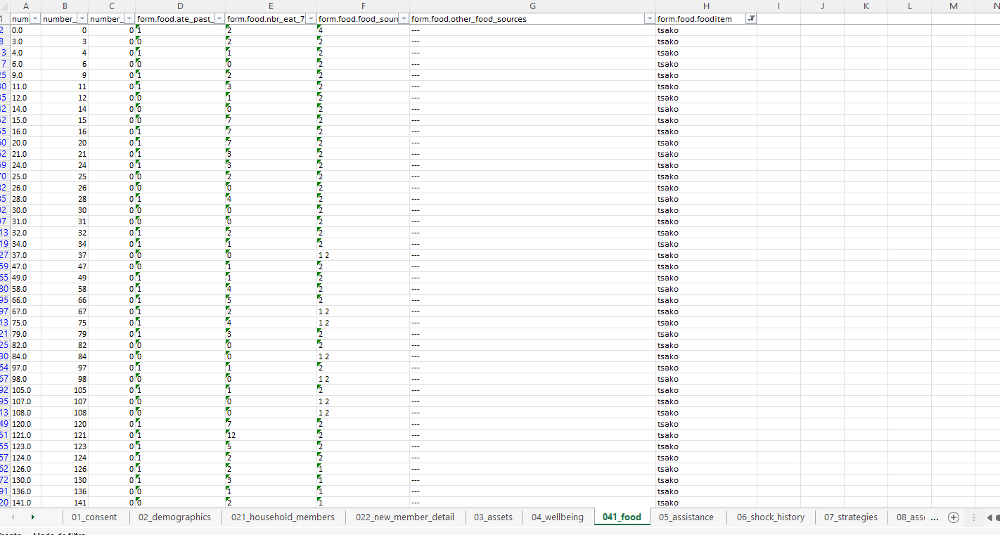 A B C D E F G H I J K L M N
1 num number_ number_ form.food.ate_past_ form.food.nbr_eat_7 form.food.food_sour form.food.other_food_sources form.food.fooditem
2 0.0 0 0 1 2 4 --- tsako
8 3.0 3 0 0 2 2 --- tsako
13 4.0 4 0 1 1 2 --- tsako
7 6.0 6 0 0 0 2 --- tsako
25 9.0 9 0 1 2 2 --- tsako
30 11.0 11 0 1 3 2 --- tsako
35 12.0 12 0 0 1 2 --- tsako
42 14.0 14 0 0 0 2 --- tsako
52 15.0 15 0 0 7 2 --- tsako
55 16.0 16 0 1 7 2 --- tsako
50 20.0 20 0 1 7 2 --- tsako
52 21.0 21 0 1 3 2 --- tsako
59 24.0 24 0 1 3 2 --- tsako
70 25.0 25 0 0 2 2 --- tsako
82 26.0 26 0 0 0 2 --- tsako
85 28.0 28 0 1 4 2 --- tsako
92 30.0 30 0 0 0 2 --- tsako
97 31.0 31 0 0 0 2 --- tsako
13 32.0 32 0 1 2 2 --- tsako
19 34.0 34 0 1 1 2 --- tsako
27 37.0 37 0 0 0 1 2 --- tsako
59 47.0 47 0 0 1 2 --- tsako
65 49.0 49 0 1 1 2 --- tsako
80 58.0 58 0 1 4 2 --- tsako
95 66.0 66 0 1 5 2 --- tsako
97 67.0 67 0 1 2 1 2 --- tsako
13 75.0 75 0 1 4 1 2 --- tsako
21 79.0 79 0 1 3 2 --- tsako
25 82.0 82 0 0 0 2 --- tsako
30 84.0 84 0 0 0 1 2 --- tsako
64 97.0 97 0 1 1 2 --- tsako
67 98.0 98 0 0 0 1 2 --- tsako
92 105.0 105 0 1 1 2 --- tsako
95 107.0 107 0 0 0 1 2 --- tsako
13 108.0 108 0 0 0 1 2 --- tsako
49 120.0 120 0 1 7 2 --- tsako
51 121.0 121 0 1 12 2 --- tsako
55 123.0 123 0 1 5 2 --- tsako
57 124.0 124 0 1 2 2 --- tsako
62 126.0 126 0 1 2 1 --- tsako
72 130.0 130 0 1 3 1 --- tsako
91 136.0 136 0 0 1 1 --- tsako
20 141.0 141 0 0 2 1 --- tsako
01_consent 02_demographics 021_household_members 022_new_member_detail 03_assets 04_wellbeing 041_food 05_assistance 06_shock_history 07_strategies 08_asse ...